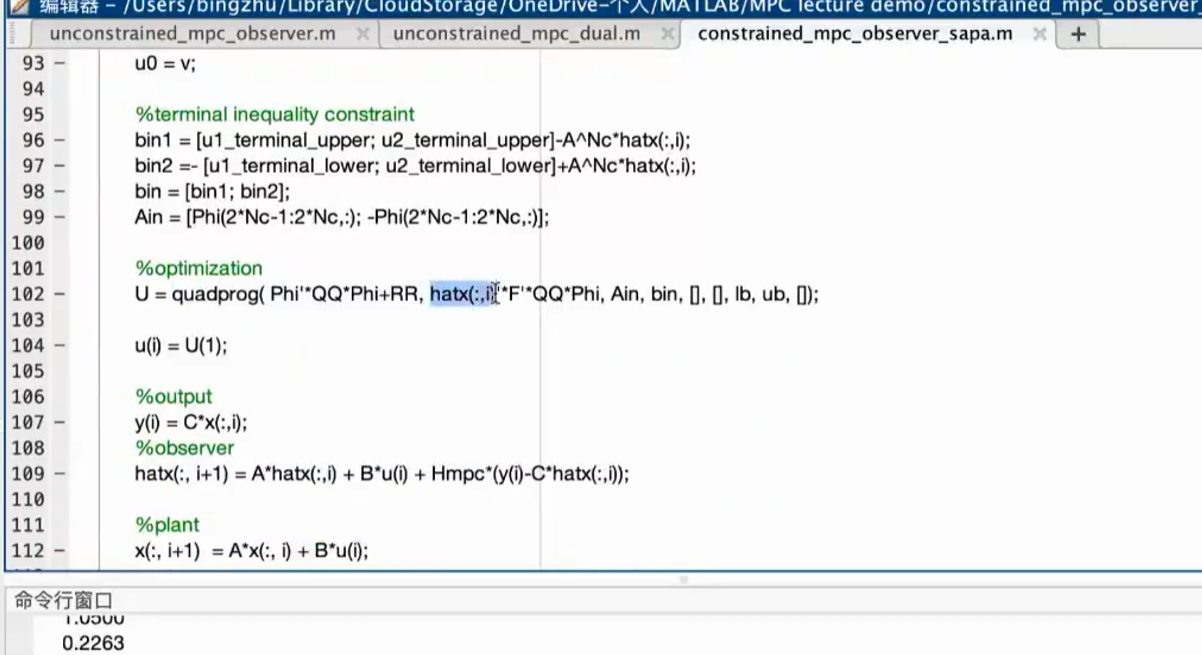 编辑器 - /Users/bingzhu/Library/CloudStorage/OneDrive-个人/MATLAB/MPC lecture demo/constrained_mpc_observer
unconstrained_mpc_observer.m × unconstrained_mpc_dual.m × constrained_mpc_observer_sapa.m × +
93 – u0 = v;
94
95 %terminal inequality constraint
96 – bin1 = [u1_terminal_upper; u2_terminal_upper]-A^Nc*hatx(:,i);
97 – bin2 =- [u1_terminal_lower; u2_terminal_lower]+A^Nc*hatx(:,i);
98 – bin = [bin1; bin2];
99 – Ain = [Phi(2*Nc-1:2*Nc,:); -Phi(2*Nc-1:2*Nc,:)];
100
101 %optimization
102 – U = quadprog( Phi'*QQ*Phi+RR, hatx(:,i)'*F'*QQ*Phi, Ain, bin, [], [], lb, ub, []);
103
104 – u(i) = U(1);
105
106 %output
107 – y(i) = C*x(:,i);
108 %observer
109 – hatx(:, i+1) = A*hatx(:,i) + B*u(i) + Hmpc*(y(i)-C*hatx(:,i));
110
111 %plant
112 – x(:, i+1) = A*x(:, i) + B*u(i);
命令行窗口
1.0500
0.2263